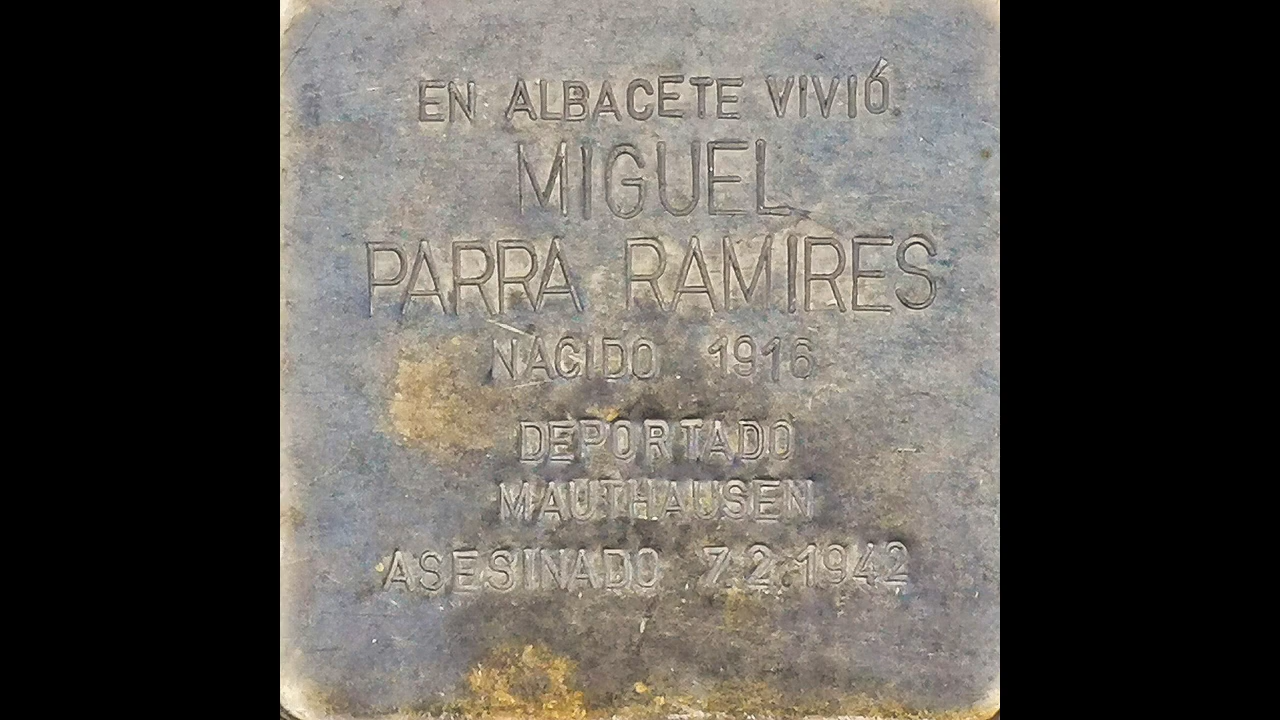 EN ALBACETE VIVIÓ
MIGUEL
PARRA RAMIRES
NACIDO 1916
DEPORTADO
MAUTHAUSEN
ASESINADO 7.2.1942